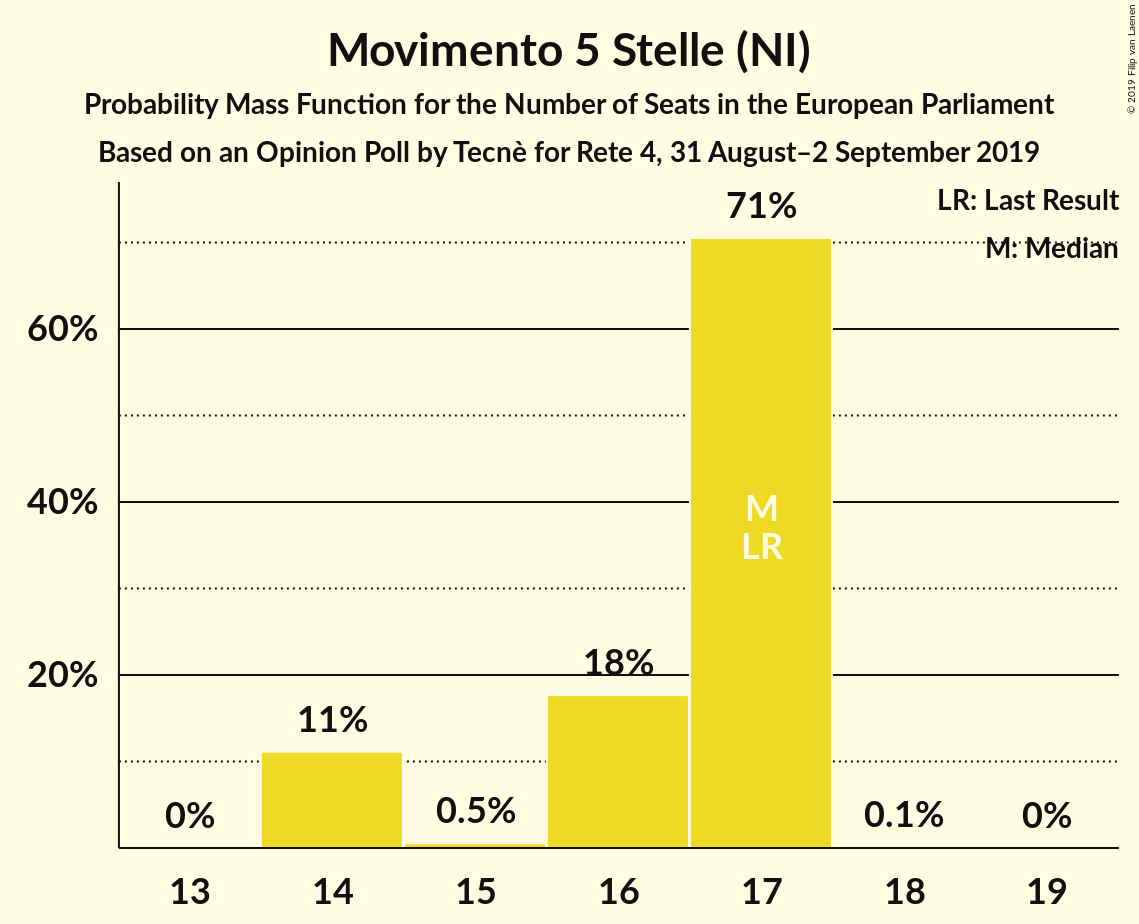 Movimento 5 Stelle (NI)
Probability Mass Function for the Number of Seats in the European Parliament
Based on an Opinion Poll by Tecnè for Rete 4, 31 August–2 September 2019
© 2019 Filip van Laenen
LR: Last Result
M: Median
71%
60%
40%
M
LR
20%
18%
11%
0%
0.5%
0.1%
0%
13 14 15 16 17 18 19